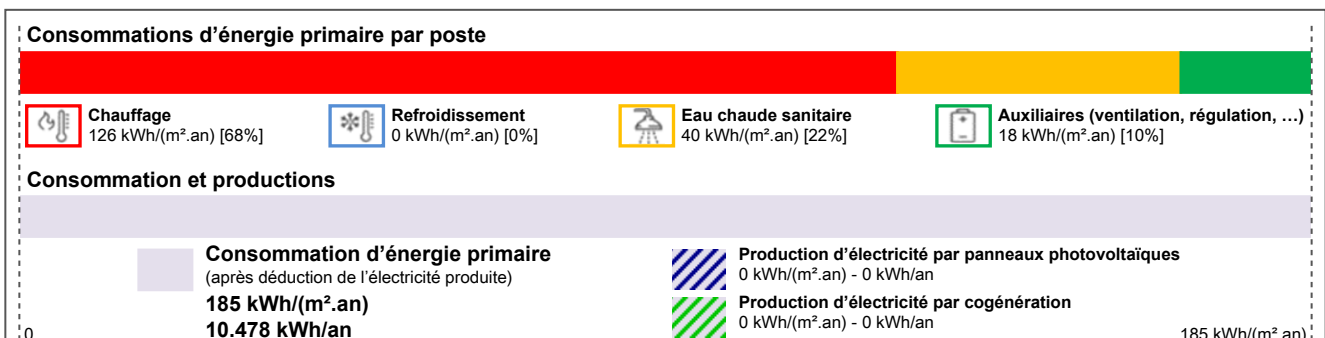 Consommations d’énergie primaire par poste
Chauffage
126 kWh/(m².an) [68%]
Refroidissement
0 kWh/(m².an) [0%]
Eau chaude sanitaire
40 kWh/(m².an) [22%]
Auxiliaires (ventilation, régulation, …)
18 kWh/(m².an) [10%]
Consommation et productions
Consommation d’énergie primaire
(après déduction de l’électricité produite)
185 kWh/(m².an)
10.478 kWh/an
Production d’électricité par panneaux photovoltaïques
0 kWh/(m².an) - 0 kWh/an
Production d’électricité par cogénération
0 kWh/(m².an) - 0 kWh/an
0
185 kWh/(m².an)